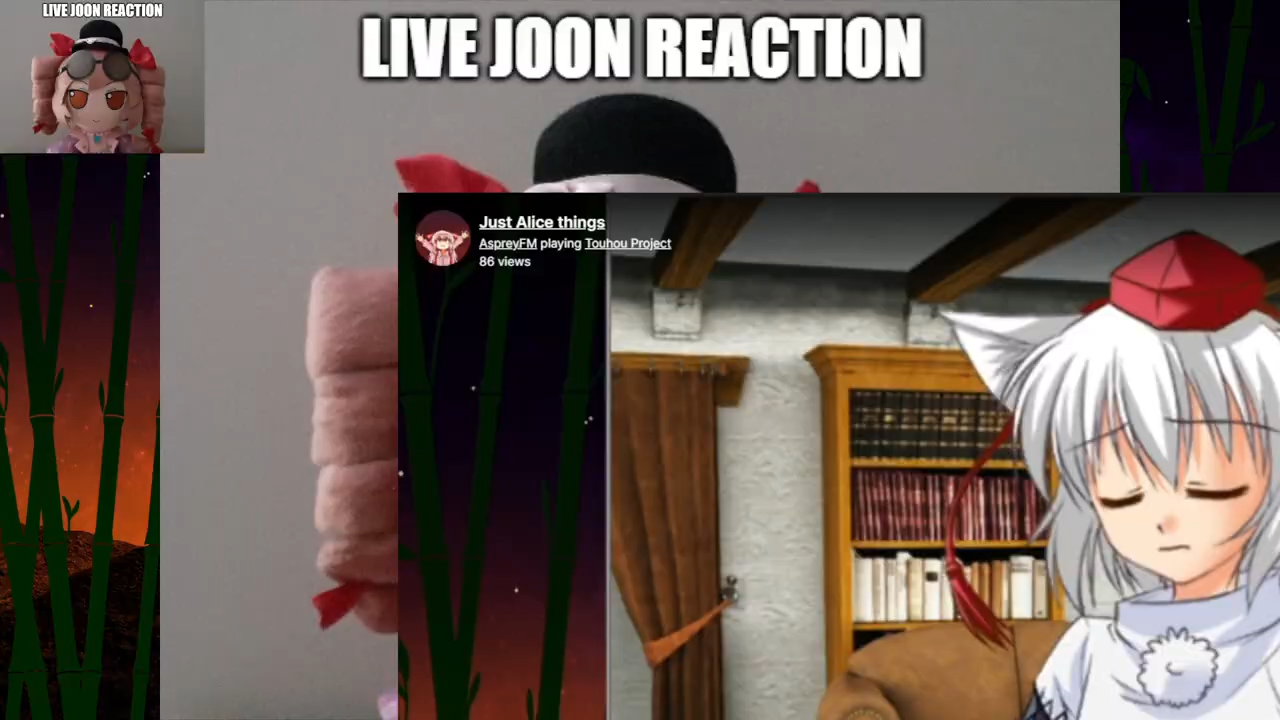 LIVE JOON REACTION
LIVE JOON REACTION
Just Alice things
AspreyFM playing Touhou Project
86 views